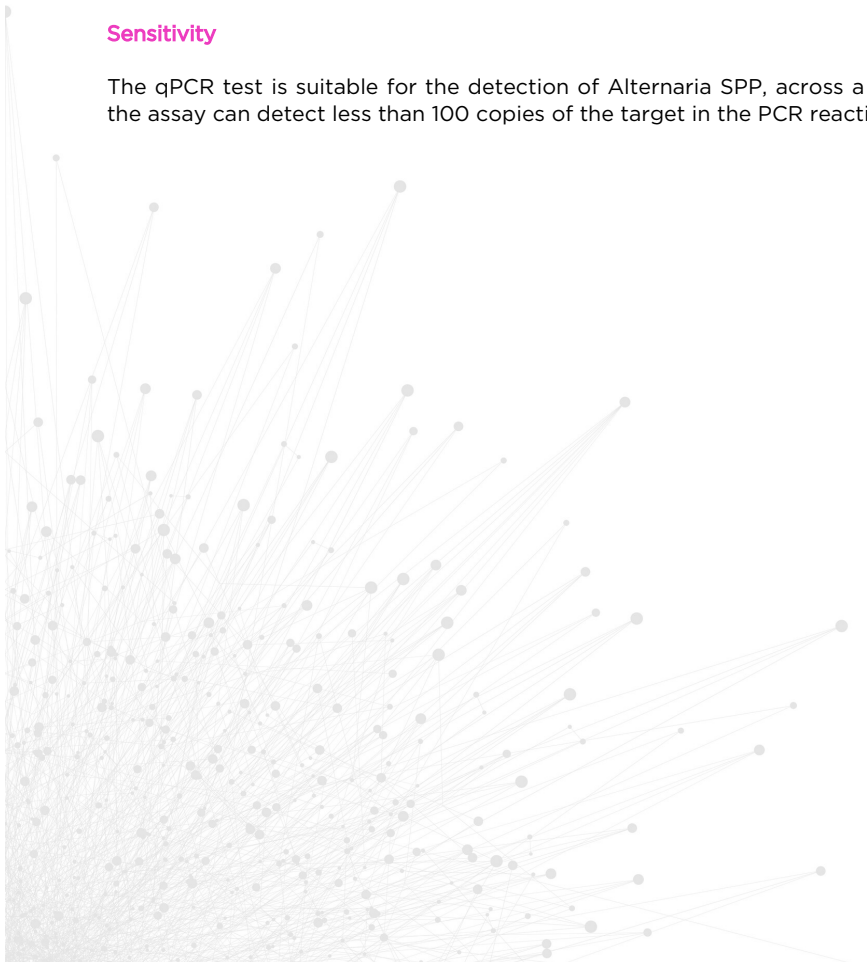 Sensitivity
The qPCR test is suitable for the detection of Alternaria SPP, across a
the assay can detect less than 100 copies of the target in the PCR reacti